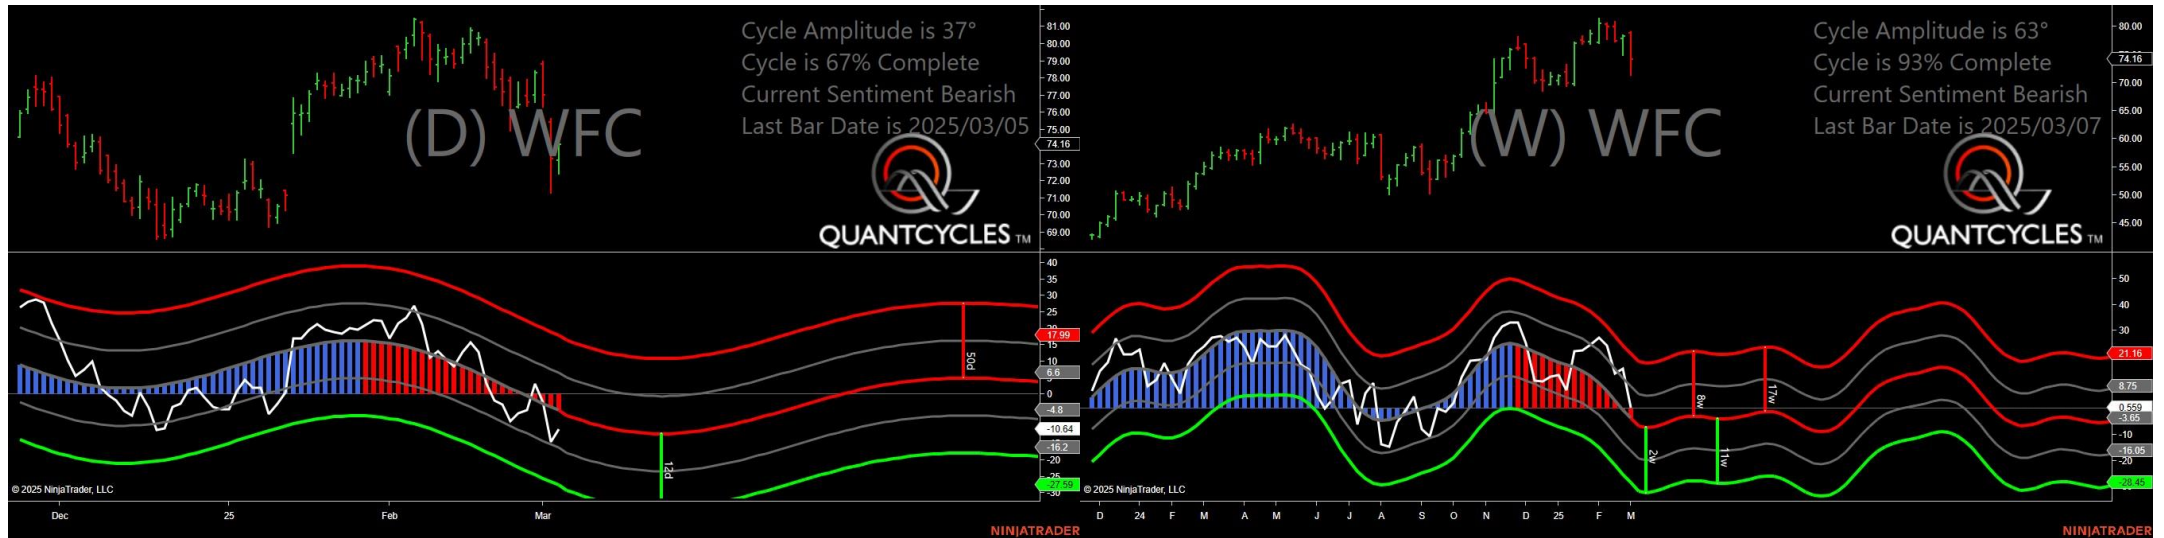 Cycle Amplitude is 37°
Cycle is 67% Complete
Current Sentiment Bearish
Last Bar Date is 2025/03/05
(D) WFC
QUANTCYCLES TM
81.00
80.00
79.00
78.00
77.00
76.00
75.00
74.16
73.00
72.00
71.00
70.00
69.00
40
35
30
25
17.99
15
10
6.6
0
-4.8
-10.64
-16.2
-20
-25
-27.59
-30
50d
12d
© 2025 NinjaTrader, LLC
Dec
25
Feb
Mar
NINJATRADER
Cycle Amplitude is 63°
Cycle is 93% Complete
Current Sentiment Bearish
Last Bar Date is 2025/03/07
(W) WFC
QUANTCYCLES TM
80.00
74.16
70.00
65.00
60.00
55.00
50.00
45.00
50
40
30
21.16
8.75
0.559
-3.65
-10
-16.05
-20
-28.45
8w
17w
2w
11w
© 2025 NinjaTrader, LLC
D
24
F
M
A
M
J
J
A
S
O
N
D
25
F
M
NINJATRADER